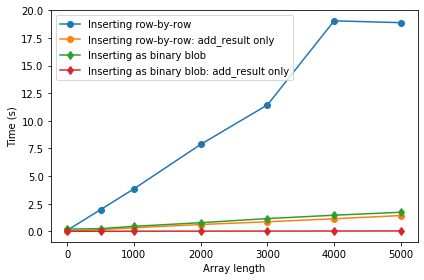 20.0
17.5
15.0
12.5
10.0
7.5
5.0
2.5
0.0
Time (s)
Inserting row-by-row
Inserting row-by-row: add_result only
Inserting as binary blob
Inserting as binary blob: add_result only
0 1000 2000 3000 4000 5000
Array length